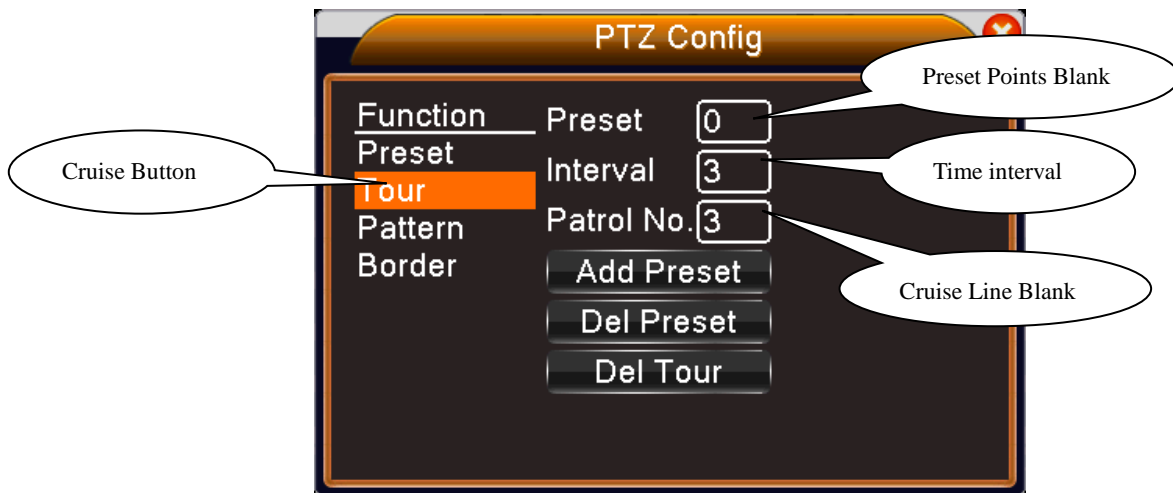 PTZ Config
Preset Points Blank
Function
Preset 0
Cruise Button
Preset
Interval 3
Time interval
Tour
Pattern
Patrol No. 3
Border
Add Preset
Cruise Line Blank
Del Preset
Del Tour